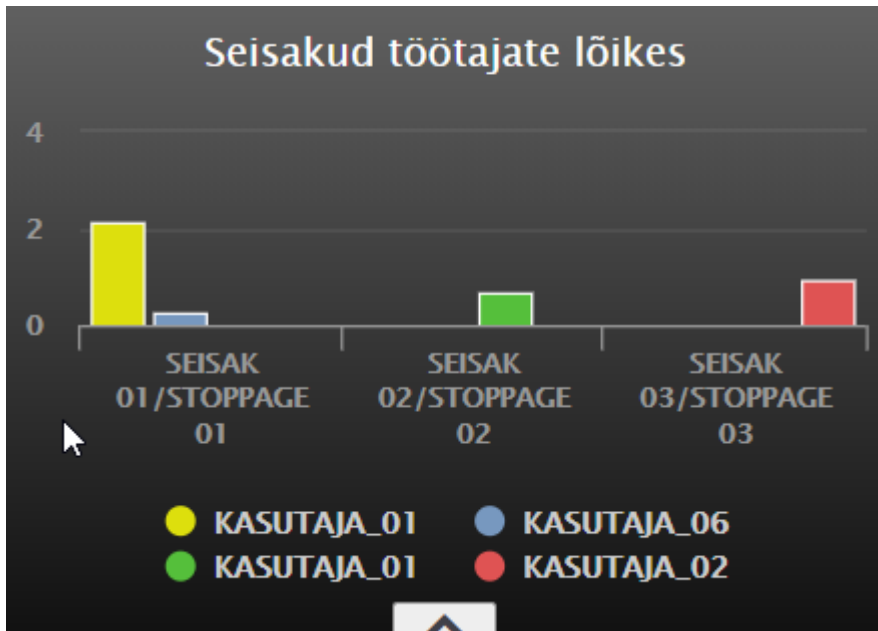 Seisakud töötajate lõikes
4
2
0
SEISAK
01/STOPPAGE
01
SEISAK
02/STOPPAGE
02
SEISAK
03/STOPPAGE
03
KASUTAJA_01
KASUTAJA_06
KASUTAJA_01
KASUTAJA_02